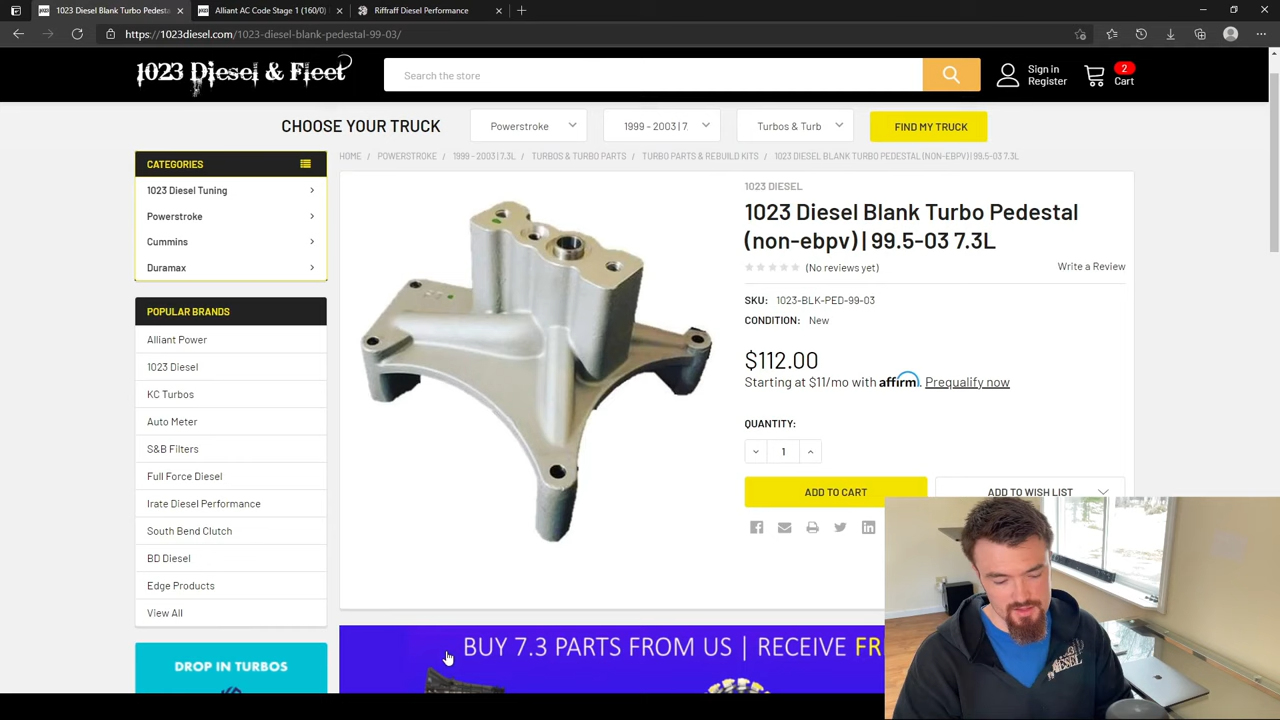 1023 Diesel Blank Turbo Pedesta
Alliant AC Code Stage 1 (160/0)
Riffraff Diesel Performance
https://1023diesel.com/1023-diesel-blank-pedestal-99-03/
1023 Diesel & Fleet
Search the store
Sign in
Register
2
Cart
CHOOSE YOUR TRUCK
Powerstroke
1999 - 2003 | 7.
Turbos & Turb
FIND MY TRUCK
HOME / POWERSTROKE / 1999 - 2003 | 7.3L / TURBOS & TURBO PARTS / TURBO PARTS & REBUILD KITS / 1023 DIESEL BLANK TURBO PEDESTAL (NON-EBPV) | 99.5-03 7.3L
CATEGORIES
1023 Diesel Tuning
Powerstroke
Cummins
Duramax
POPULAR BRANDS
Alliant Power
1023 Diesel
KC Turbos
Auto Meter
S&B Filters
Full Force Diesel
Irate Diesel Performance
South Bend Clutch
BD Diesel
Edge Products
View All
DROP IN TURBOS
1023 DIESEL
1023 Diesel Blank Turbo Pedestal
(non-ebpv) | 99.5-03 7.3L
(No reviews yet)
Write a Review
SKU: 1023-BLK-PED-99-03
CONDITION: New
$112.00
Starting at $11/mo with affirm. Prequalify now
QUANTITY:
1
ADD TO CART
ADD TO WISH LIST
BUY 7.3 PARTS FROM US | RECEIVE FR